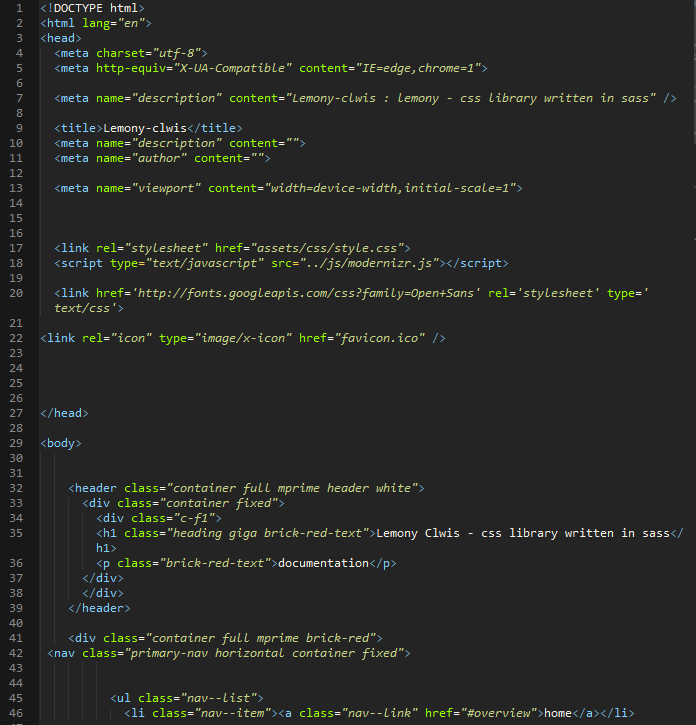 1 <!DOCTYPE html>
2 <html lang="en">
3 <head>
4 <meta charset="utf-8">
5 <meta http-equiv="X-UA-Compatible" content="IE=edge,chrome=1">
6
7 <meta name="description" content="Lemony-clwis : lemony - css library written in sass" />
8
9 <title>Lemony-clwis</title>
10 <meta name="description" content="">
11 <meta name="author" content="">
12
13 <meta name="viewport" content="width=device-width,initial-scale=1">
14
15
16
17 <link rel="stylesheet" href="assets/css/style.css">
18 <script type="text/javascript" src="../js/modernizr.js"></script>
19
20 <link href='http://fonts.googleapis.com/css?family=Open+Sans' rel='stylesheet' type='
text/css'>
21
22 <link rel="icon" type="image/x-icon" href="favicon.ico" />
23
24
25
26
27 </head>
28
29 <body>
30
31
32 <header class="container full mprime header white">
33 <div class="container fixed">
34 <div class="c-f1">
35 <h1 class="heading giga brick-red-text">Lemony Clwis - css library written in sass</
h1>
36 <p class="brick-red-text">documentation</p>
37 </div>
38 </div>
39 </header>
40
41 <div class="container full mprime brick-red">
42 <nav class="primary-nav horizontal container fixed">
43
44
45 <ul class="nav--list">
46 <li class="nav--item"><a class="nav--link" href="#overview">home</a></li>